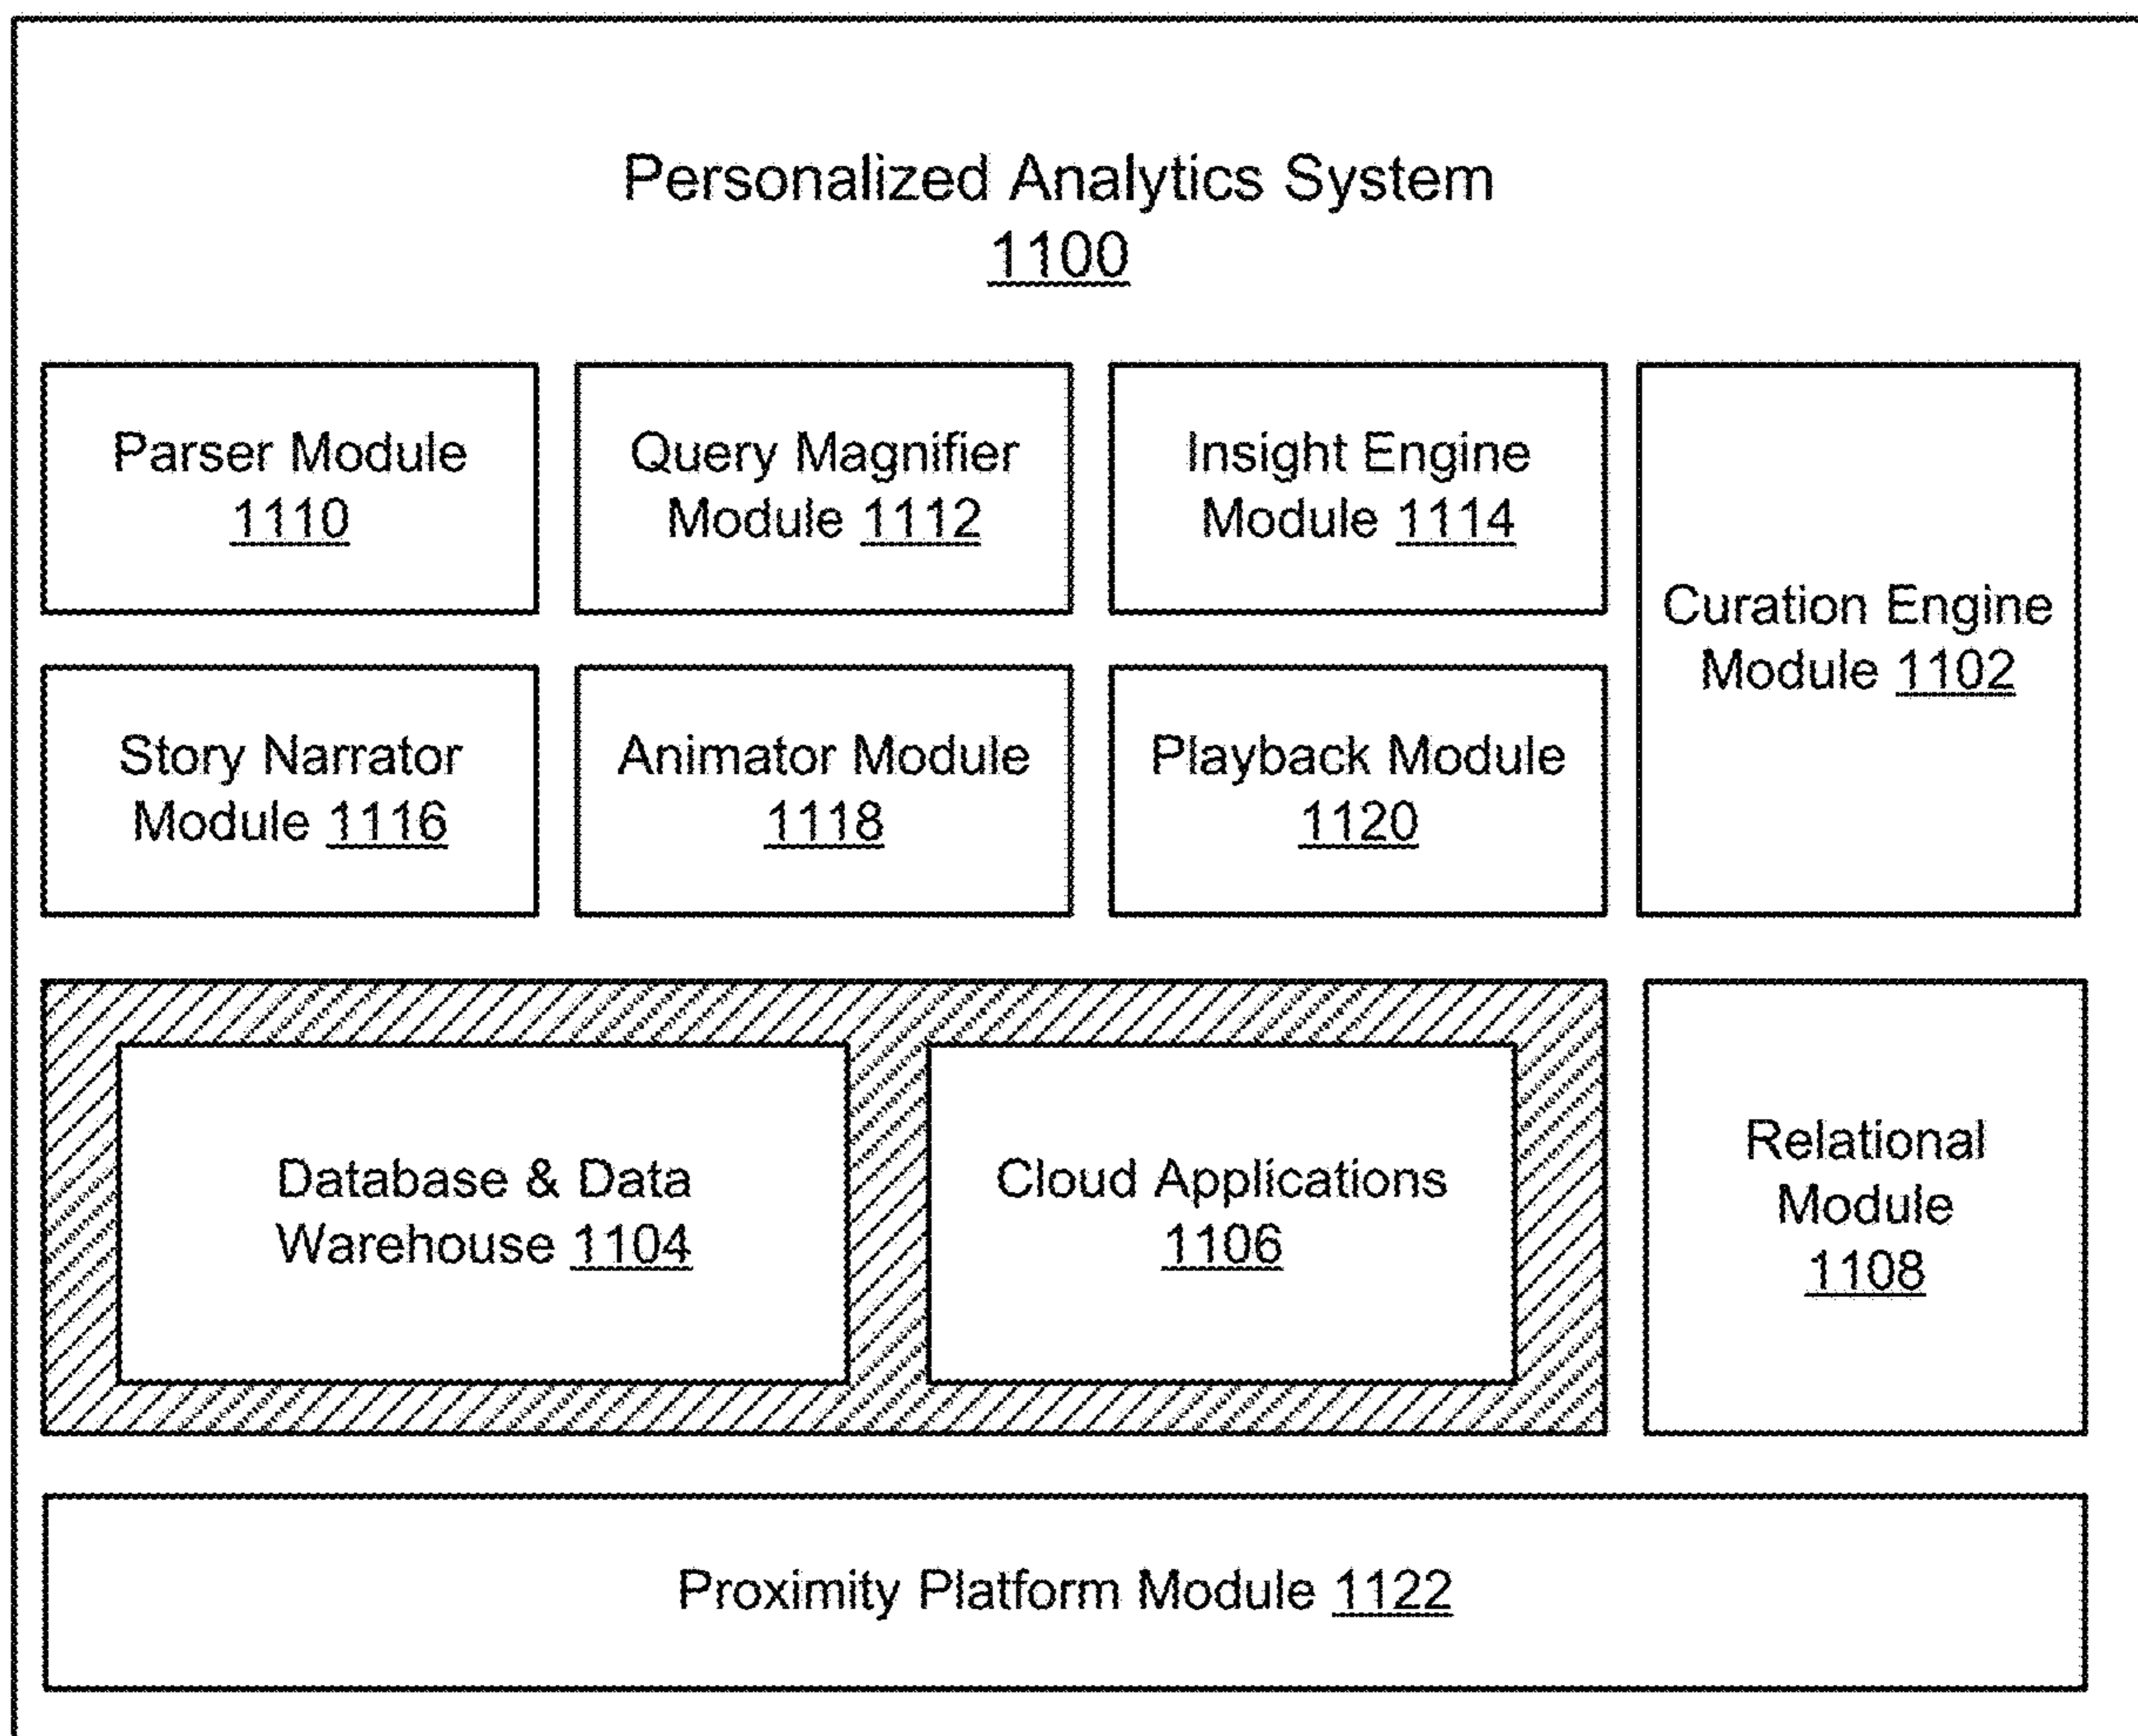 Personalized Analytics System
1100
Parser Module
1110
Query Magnifier
Module 1112
Insight Engine
Module 1114
Curation Engine
Module 1102
Story Narrator
Module 1116
Animator Module
1118
Playback Module
1120
Database & Data
Warehouse 1104
Cloud Applications
1106
Relational
Module
1108
Proximity Platform Module 1122